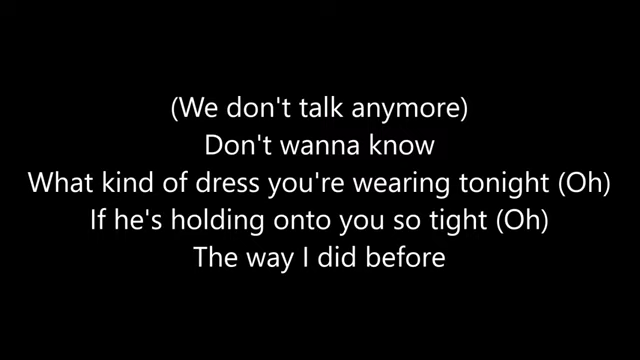 (We don't talk anymore)
Don't wanna know
What kind of dress you're wearing tonight (Oh)
If he's holding onto you so tight (Oh)
The way I did before